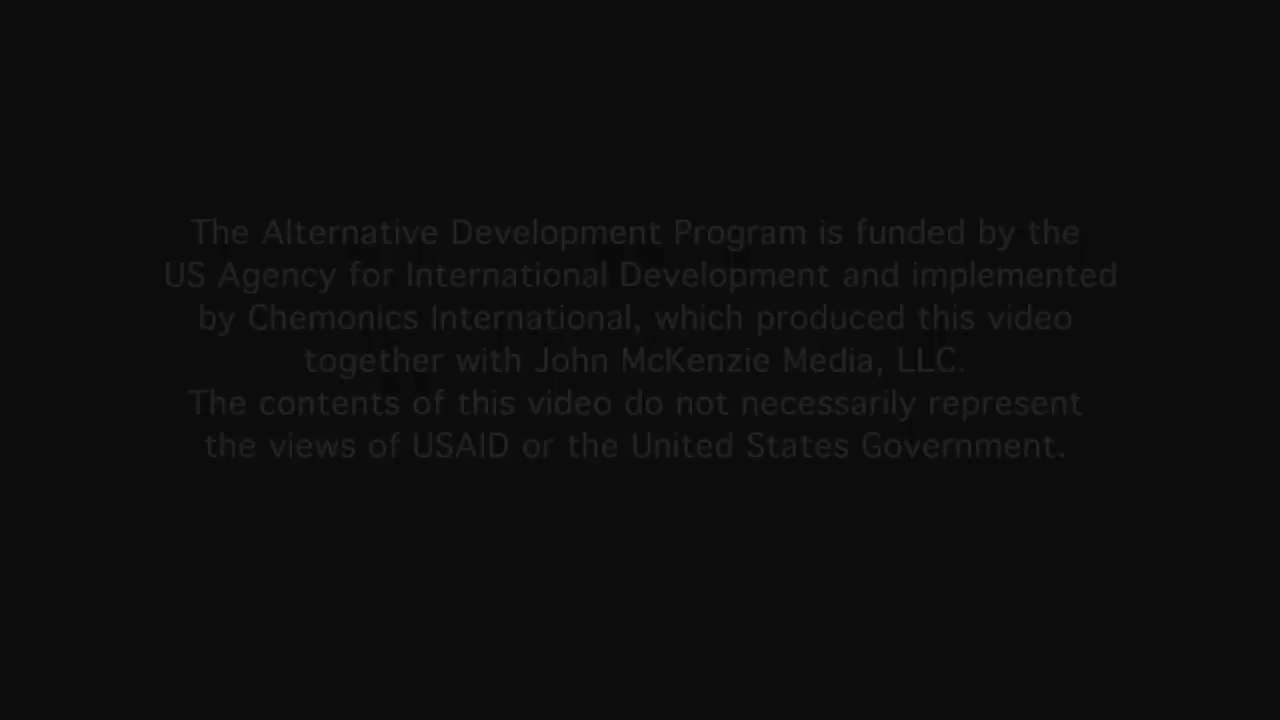 The Alternative Development Program is funded by the
US Agency for International Development and implemented
by Chemonics International, which produced this video
together with John McKenzie Media, LLC.
The contents of this video do not necessarily represent
the views of USAID or the United States Government.